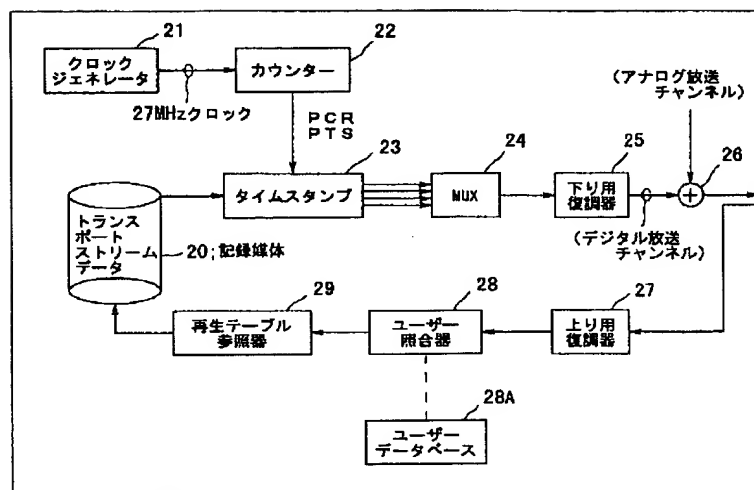 21
クロック
ジェネレータ
22
カウンター
27MHzクロック
PCR
PTS
(アナログ放送
チャンネル)
23
タイムスタンプ
24
MUX
25
下り用
復調器
26
(デジタル放送
チャンネル)
トランス
ポート
ストリーム
データ
20;記録媒体
29
再生テーブル
参照器
28
ユーザー
照合器
27
上り用
復調器
28A
ユーザー
データベース